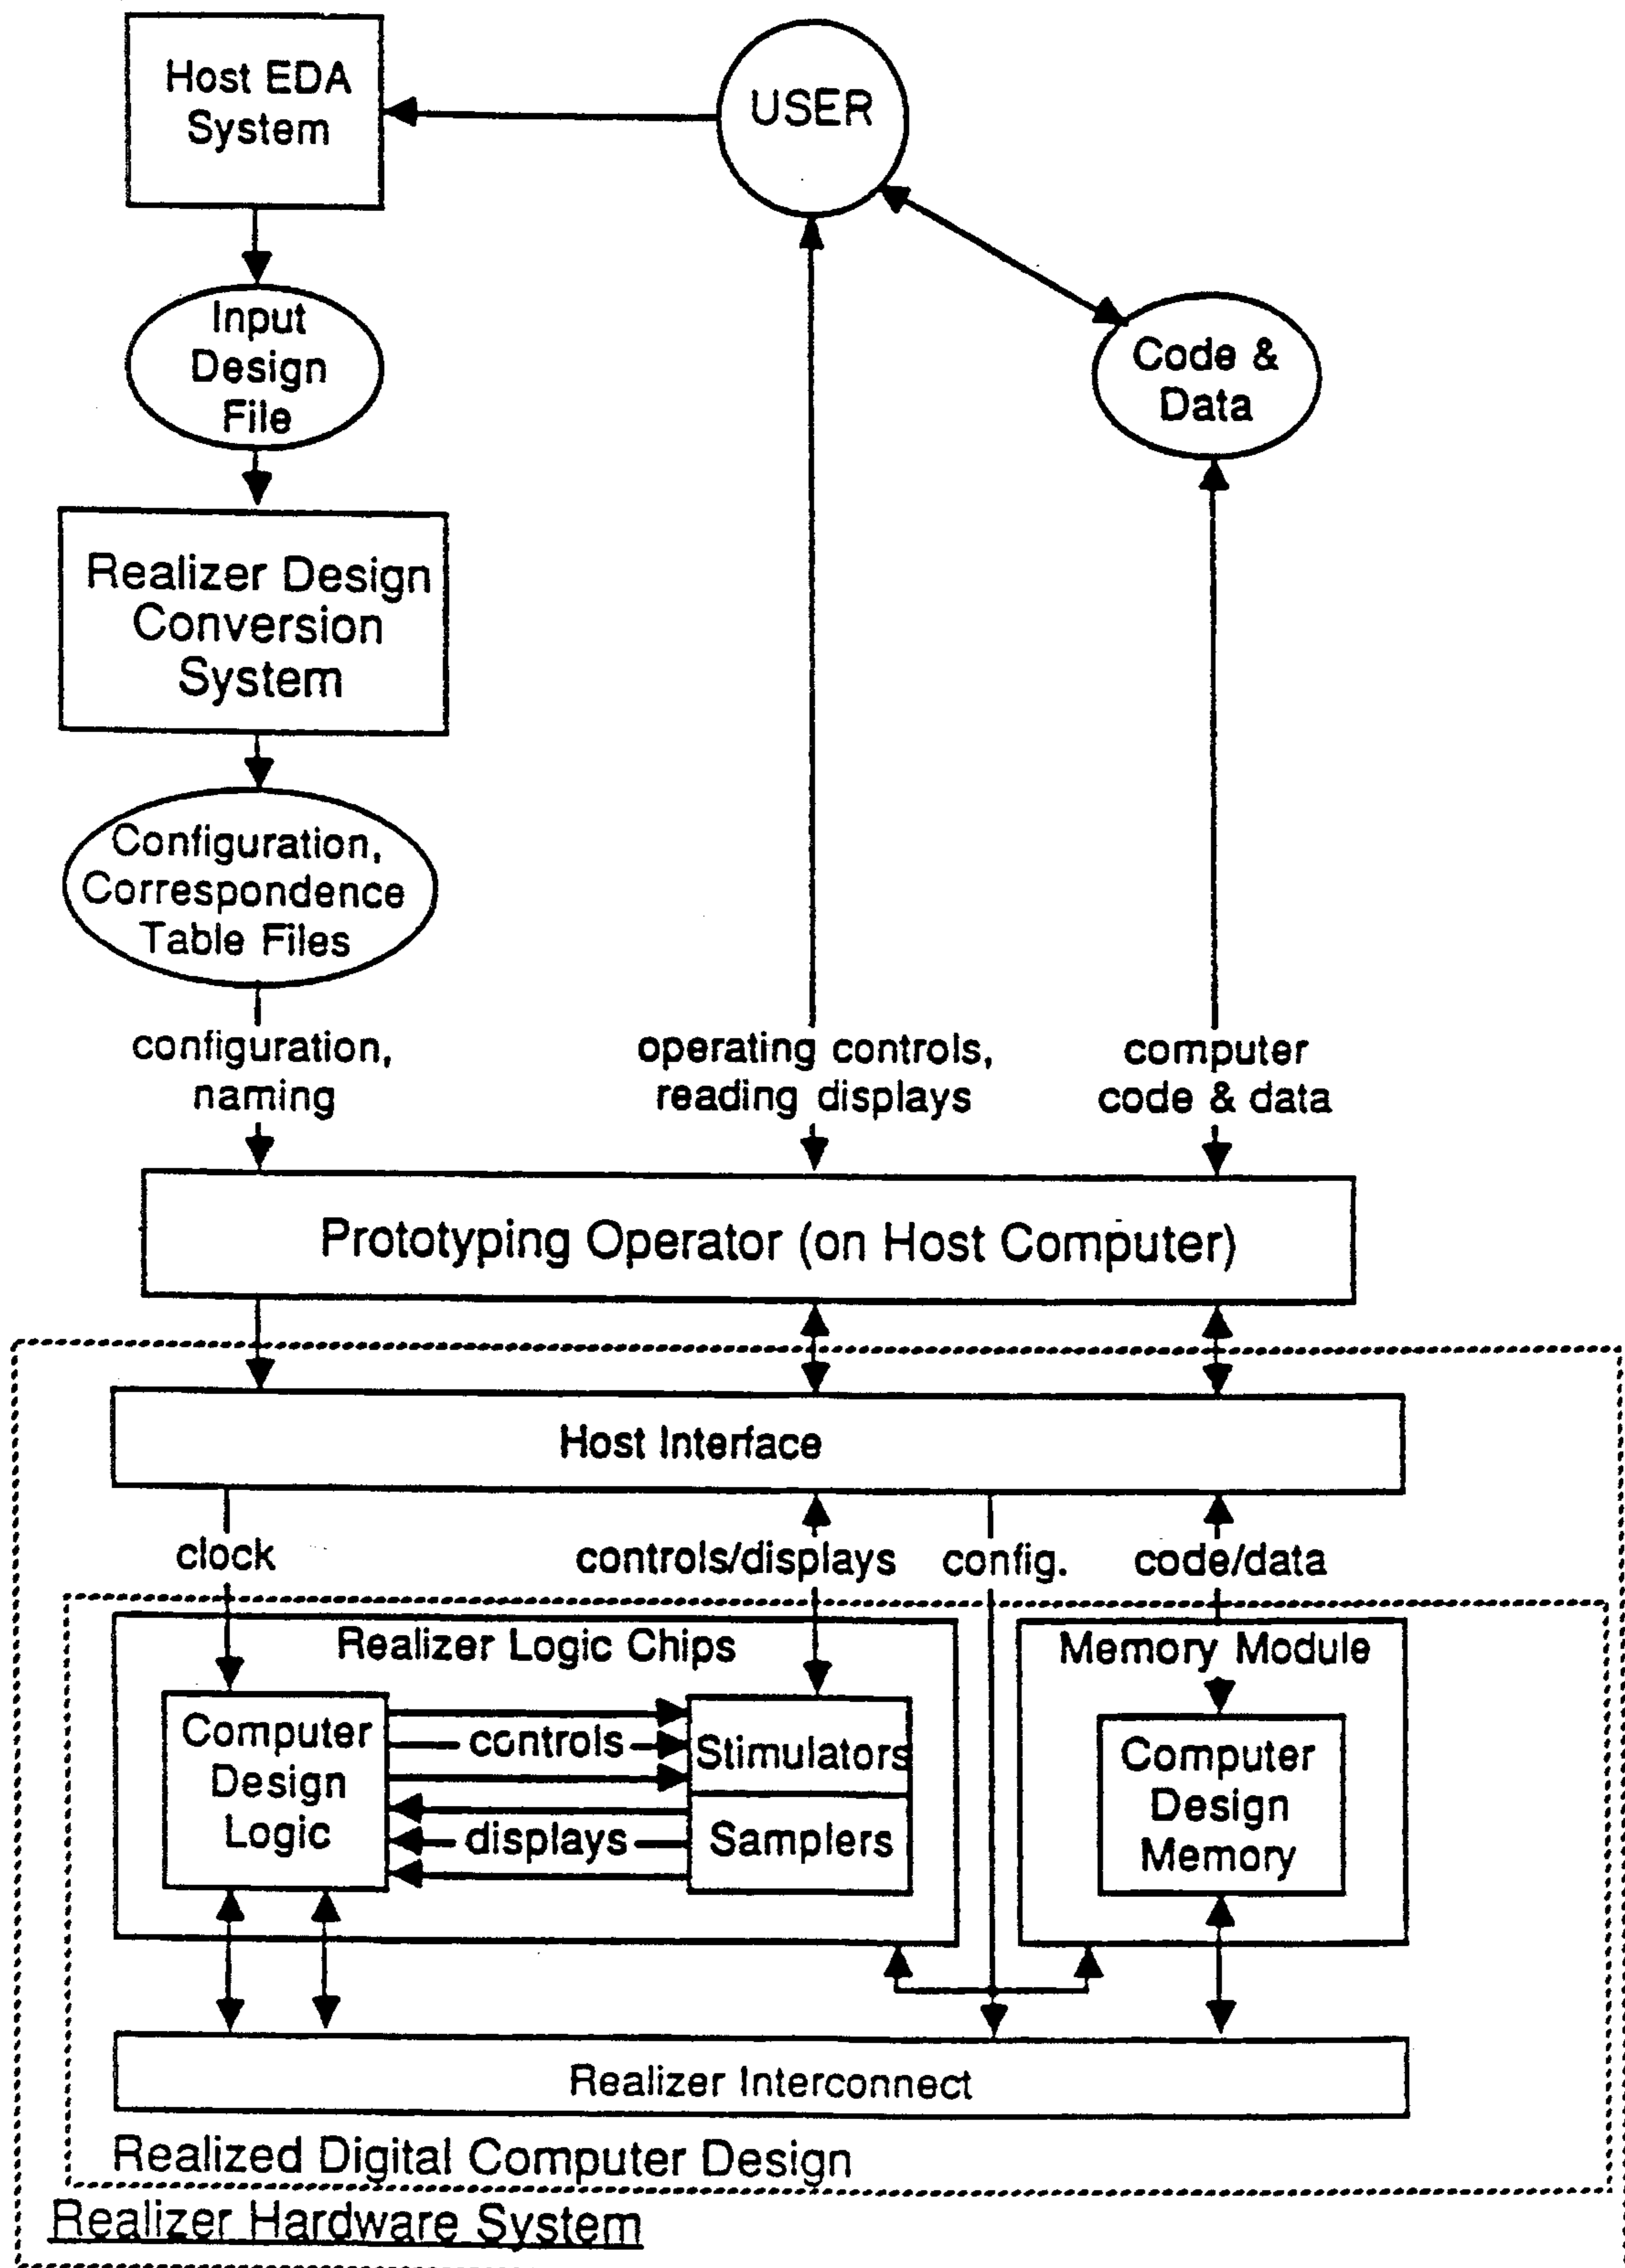 Host EDA
System
USER
Input
Design
File
Code &
Data
Realizer Design
Conversion
System
Configuration,
Correspondence
Table Files
configuration,
naming
operating controls,
reading displays
computer
code & data
Prototyping Operator (on Host Computer)
Host Interface
clock
controls/displays
config.
code/data
Realizer Logic Chips
Memory Module
Computer
Design
Logic
controls
displays
Stimulators
Samplers
Computer
Design
Memory
Realizer Interconnect
Realized Digital Computer Design
Realizer Hardware System